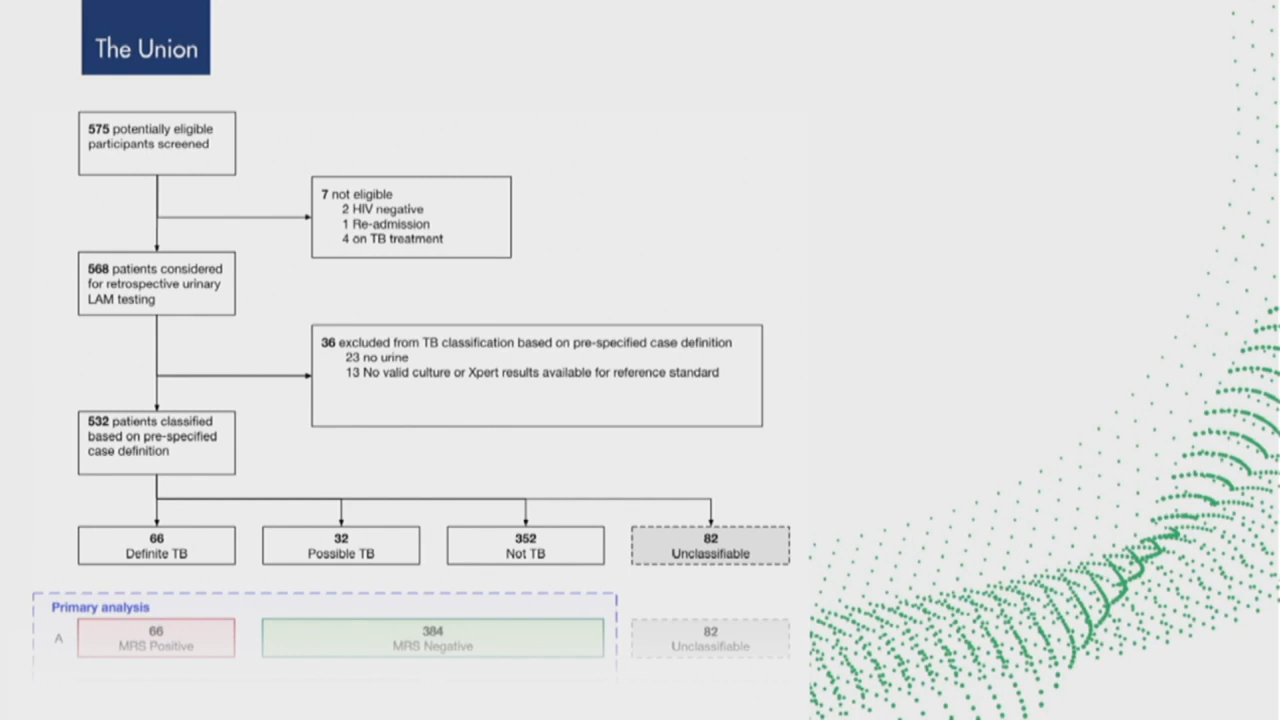 The Union
575 potentially eligible
participants screened
7 not eligible
2 HIV negative
1 Re-admission
4 on TB treatment
568 patients considered
for retrospective urinary
LAM testing
36 excluded from TB classification based on pre-specified case definition
23 no urine
13 No valid culture or Xpert results available for reference standard
532 patients classified
based on pre-specified
case definition
66
Definite TB
32
Possible TB
352
Not TB
82
Unclassifiable
Primary analysis
A
66
MRS Positive
384
MRS Negative
82
Unclassifiable